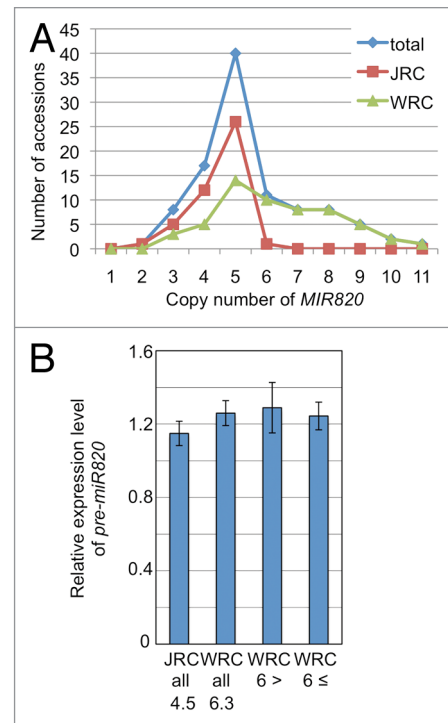 A
45
40
35
30
25
20
15
10
5
0
Number of accessions
total
JRC
WRC
1 2 3 4 5 6 7 8 9 10 11
Copy number of MIR820
B
1.6
1.2
0.8
0.4
0
Relative expression level
of pre-miR820
JRC WRC WRC WRC
all all 6 > 6 ≤
4.5 6.3